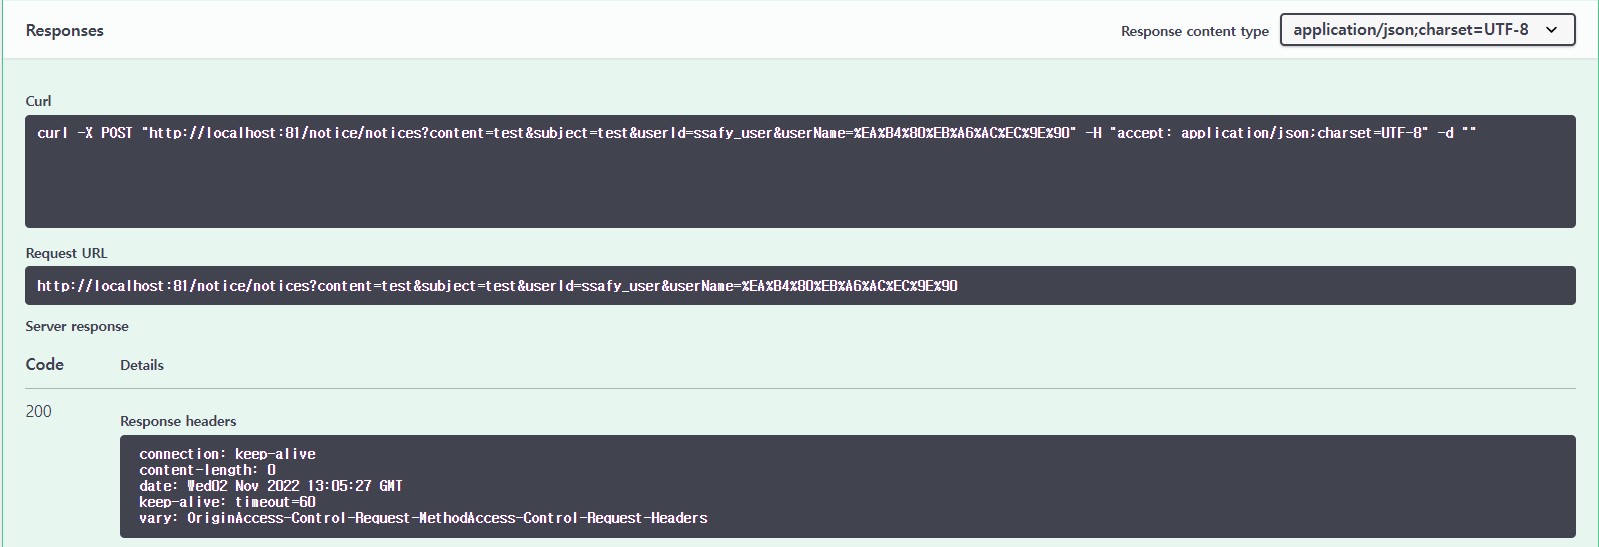 Responses
Response content type application/json;charset=UTF-8
Curl
curl -X POST "http://localhost:81/notice/notices?content=test&subject=test&userId=ssafy_user&userName=%EA%B4%80%EB%A6%AC%EC%9E%90" -H "accept: application/json;charset=UTF-8" -d ""
Request URL
http://localhost:81/notice/notices?content=test&subject=test&userId=ssafy_user&userName=%EA%B4%80%EB%A6%AC%EC%9E%90
Server response
Code Details
200
Response headers
connection: keep-alive
content-length: 0
date: Wed02 Nov 2022 13:05:27 GMT
keep-alive: timeout=60
vary: OriginAccess-Control-Request-MethodAccess-Control-Request-Headers